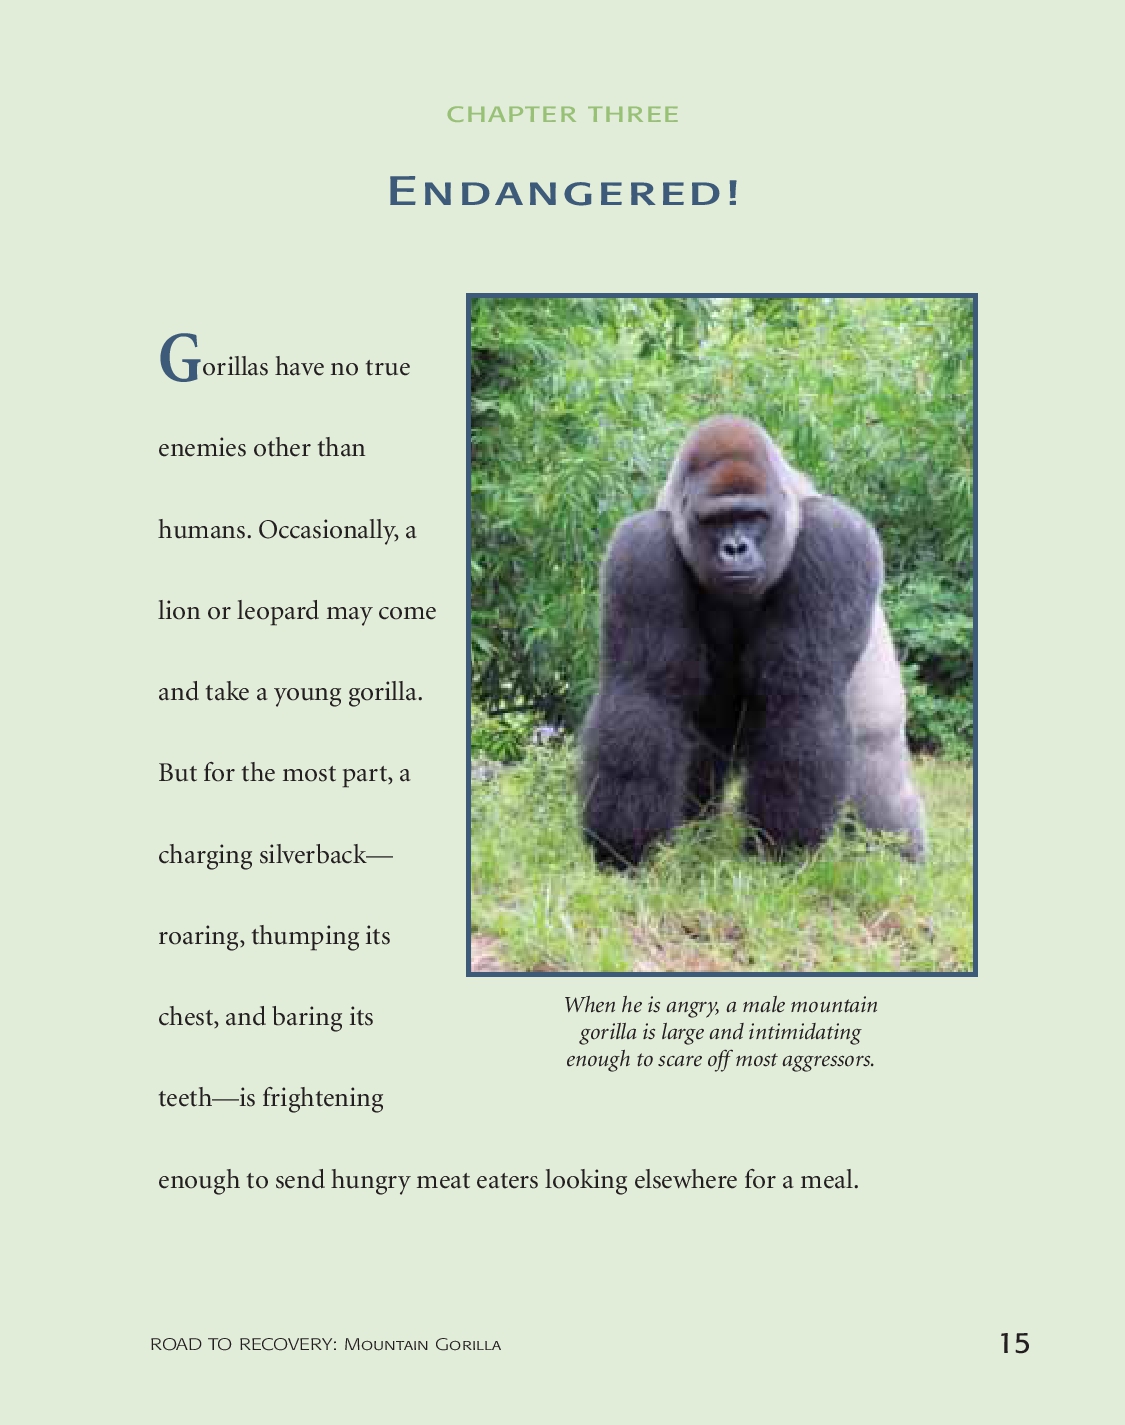 CHAPTER THREE
ENDANGERED!
Gorillas have no true
enemies other than
humans. Occasionally, a
lion or leopard may come
and take a young gorilla.
But for the most part, a
charging silverback—
roaring, thumping its
chest, and baring its
teeth—is frightening
enough to send hungry meat eaters looking elsewhere for a meal.
When he is angry, a male mountain
gorilla is large and intimidating
enough to scare off most aggressors.
ROAD TO RECOVERY: MOUNTAIN GORILLA
15